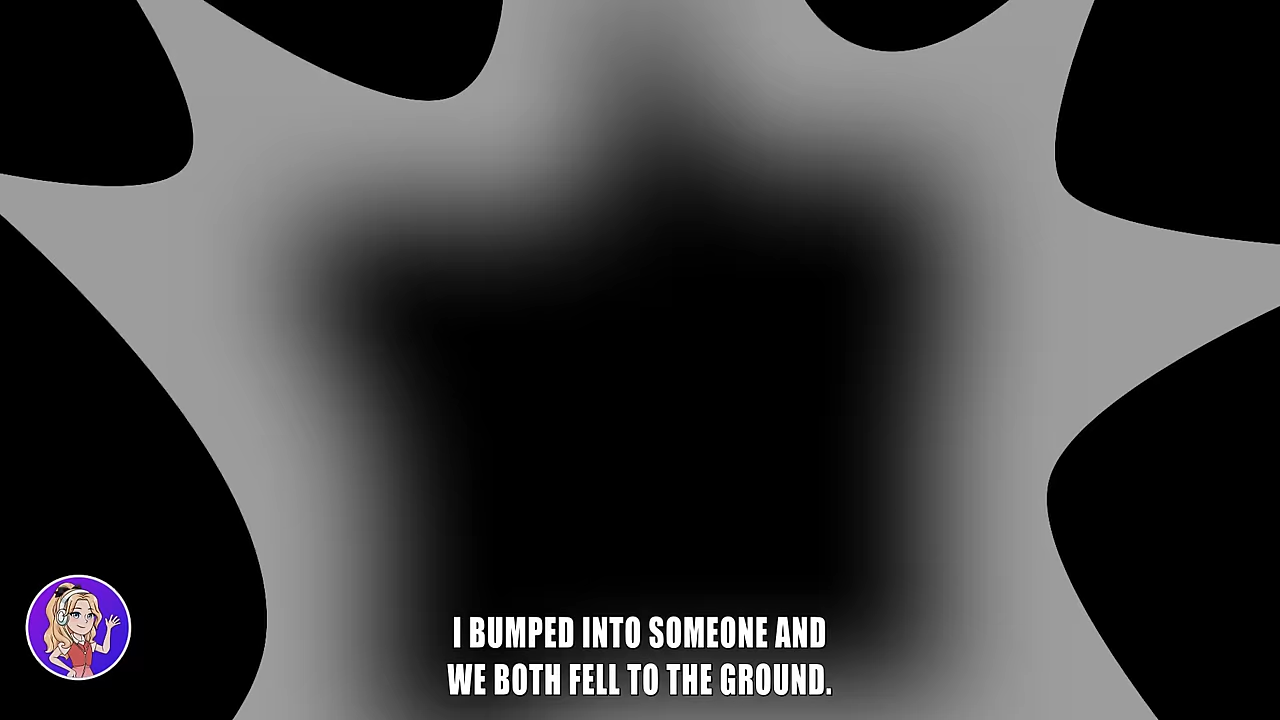 I BUMPED INTO SOMEONE AND
WE BOTH FELL TO THE GROUND.